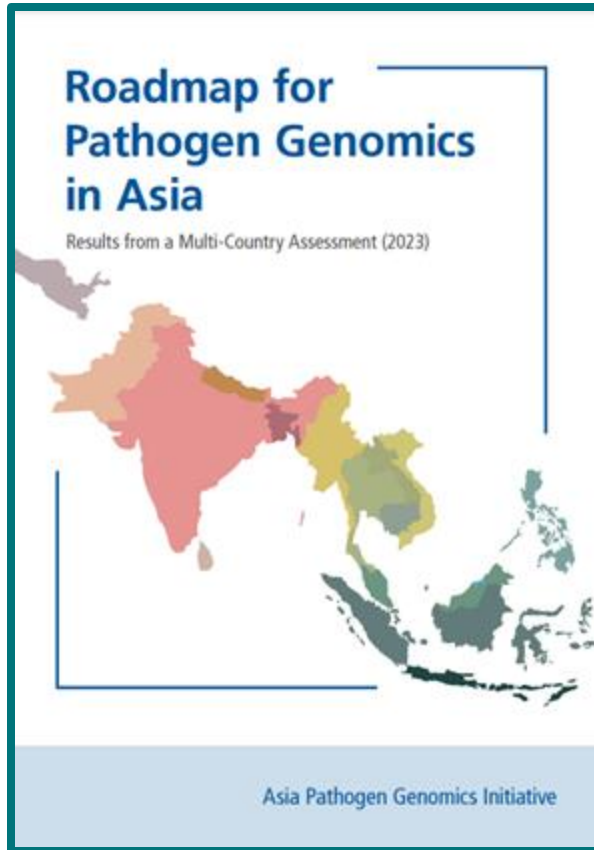 Roadmap for
Pathogen Genomics
in Asia
Results from a Multi-Country Assessment (2023)
Asia Pathogen Genomics Initiative